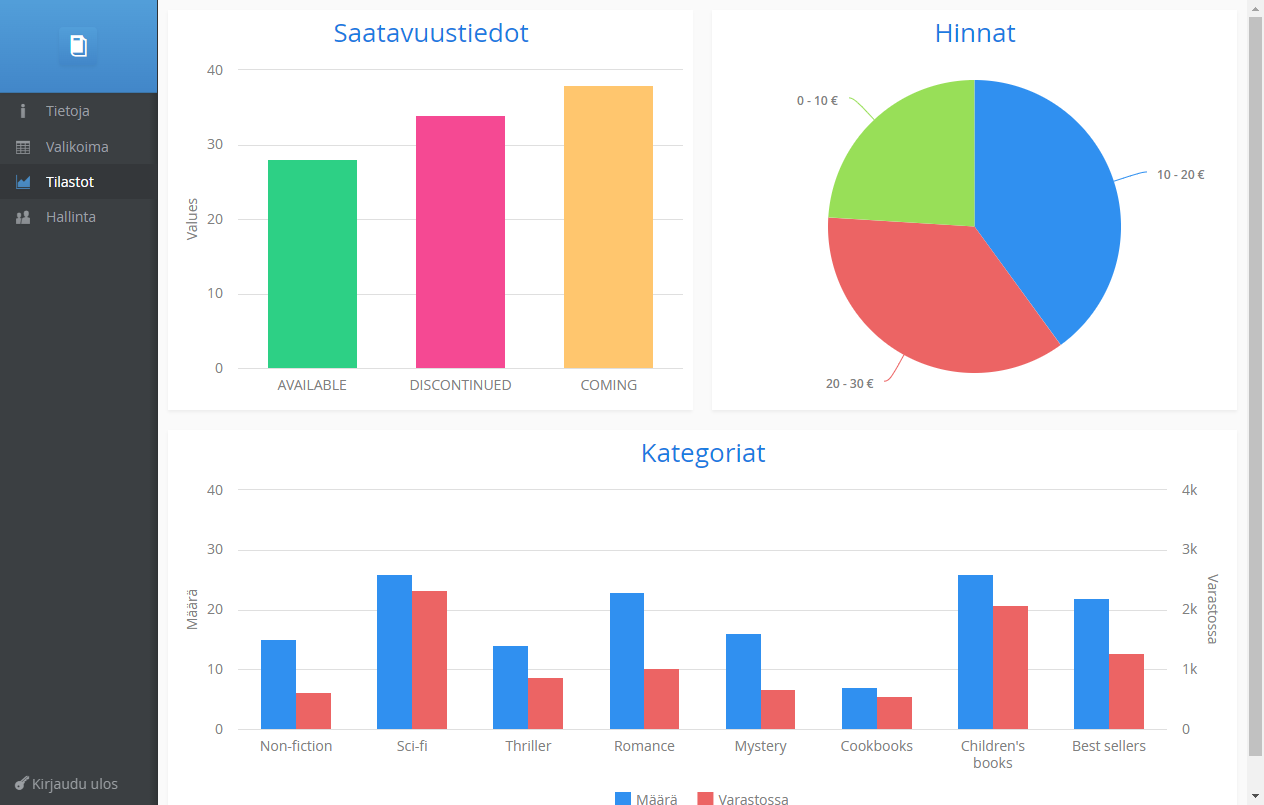 Tietoja
Valikoima
Tilastot
Hallinta
Kirjaudu ulos
Saatavuustiedot
Values
40
30
20
10
0
AVAILABLE DISCONTINUED COMING
Hinnat
0 - 10 €
10 - 20 €
20 - 30 €
Kategoriat
Määrä
40
30
20
10
0
4k
3k
2k
1k
0
Varastossa
Non-fiction Sci-fi Thriller Romance Mystery Cookbooks Children's Best sellers
books
Määrä Varastossa